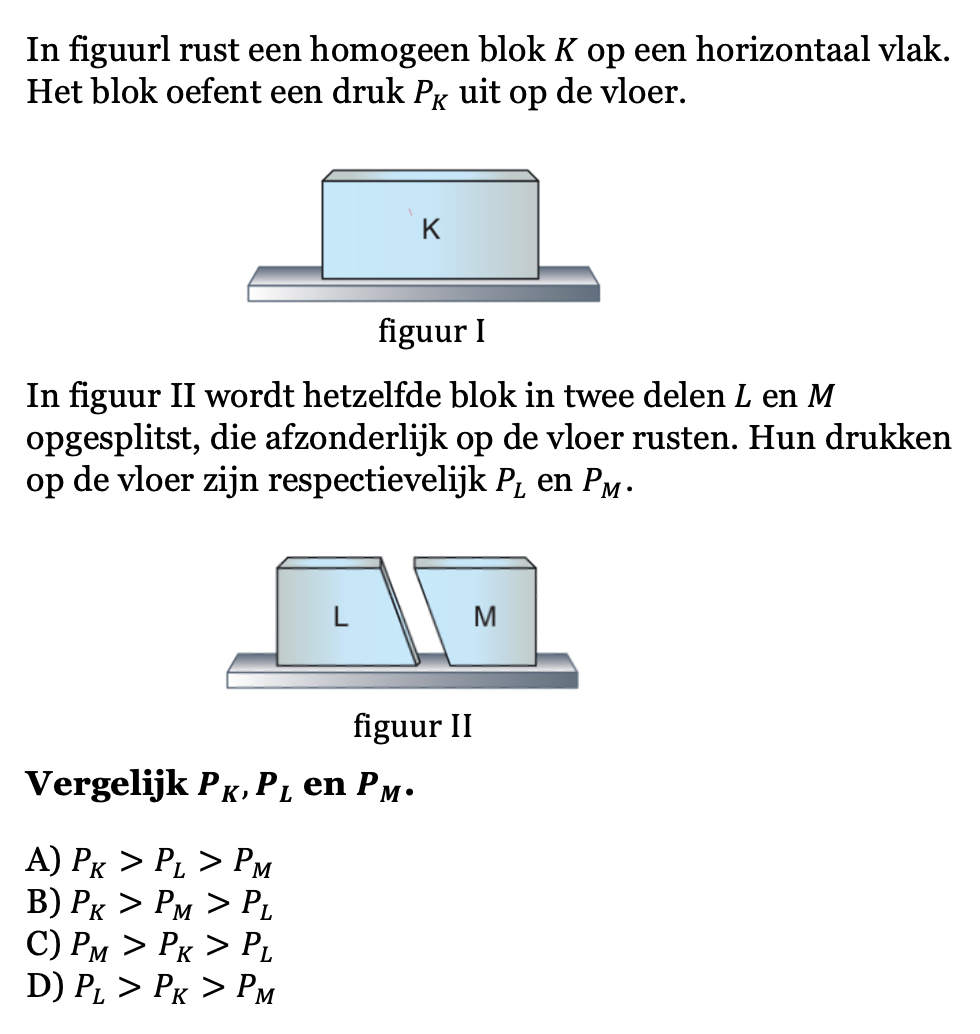 In figuurl rust een homogeen blok K op een horizontaal vlak.
Het blok oefent een druk P_K uit op de vloer.
K
figuur I
In figuur II wordt hetzelfde blok in twee delen L en M
opgesplitst, die afzonderlijk op de vloer rusten. Hun drukken
op de vloer zijn respectievelijk P_L en P_M.
L M
figuur II
Vergelijk P_K, P_L en P_M.
A) P_K > P_L > P_M
B) P_K > P_M > P_L
C) P_M > P_K > P_L
D) P_L > P_K > P_M